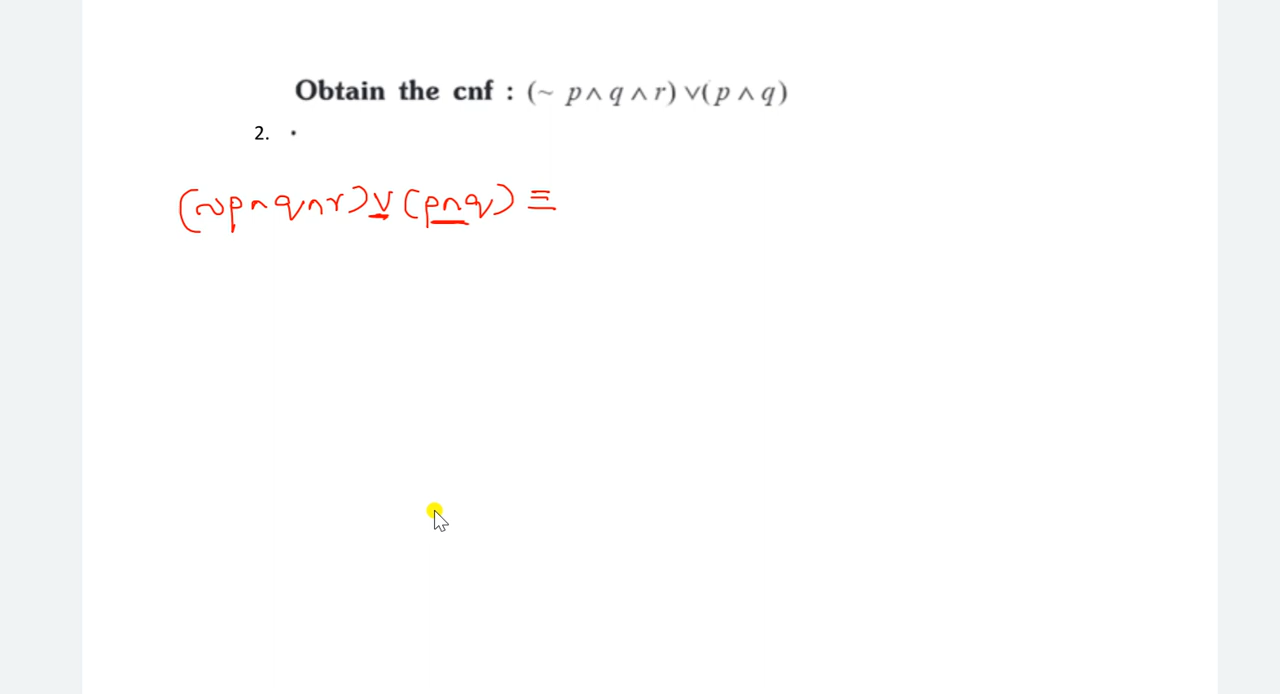 Obtain the cnf : (~ p ∧ q ∧ r) ∨ (p ∧ q)
2. •
(~p ∧ q ∧ r) ∨ (p ∧ q) ≡